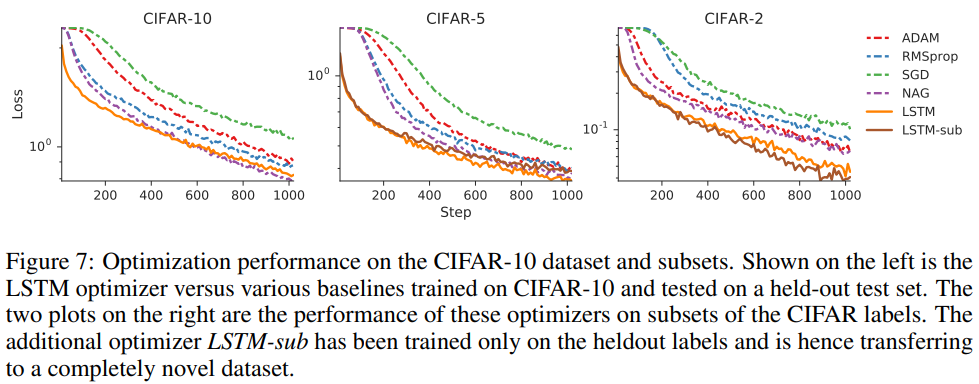 CIFAR-10
CIFAR-5
CIFAR-2
Loss
10⁰
200 400 600 800 1000
10⁰
200 400 600 800 1000
Step
10⁻¹
200 400 600 800 1000
ADAM
RMSprop
SGD
NAG
LSTM
LSTM-sub
Figure 7: Optimization performance on the CIFAR-10 dataset and subsets. Shown on the left is the
LSTM optimizer versus various baselines trained on CIFAR-10 and tested on a held-out test set. The
two plots on the right are the performance of these optimizers on subsets of the CIFAR labels. The
additional optimizer LSTM-sub has been trained only on the heldout labels and is hence transferring
to a completely novel dataset.